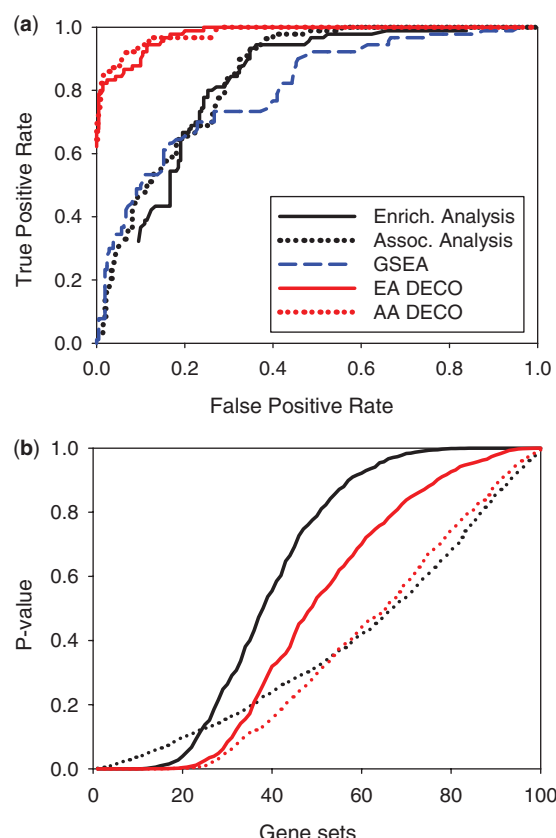 (a)
True Positive Rate
1.0
0.8
0.6
0.4
0.2
0.0
Enrich. Analysis
Assoc. Analysis
GSEA
EA DECO
AA DECO
0.0 0.2 0.4 0.6 0.8 1.0
False Positive Rate
(b)
P-value
1.0
0.8
0.6
0.4
0.2
0.0
0 20 40 60 80 100
Gene sets